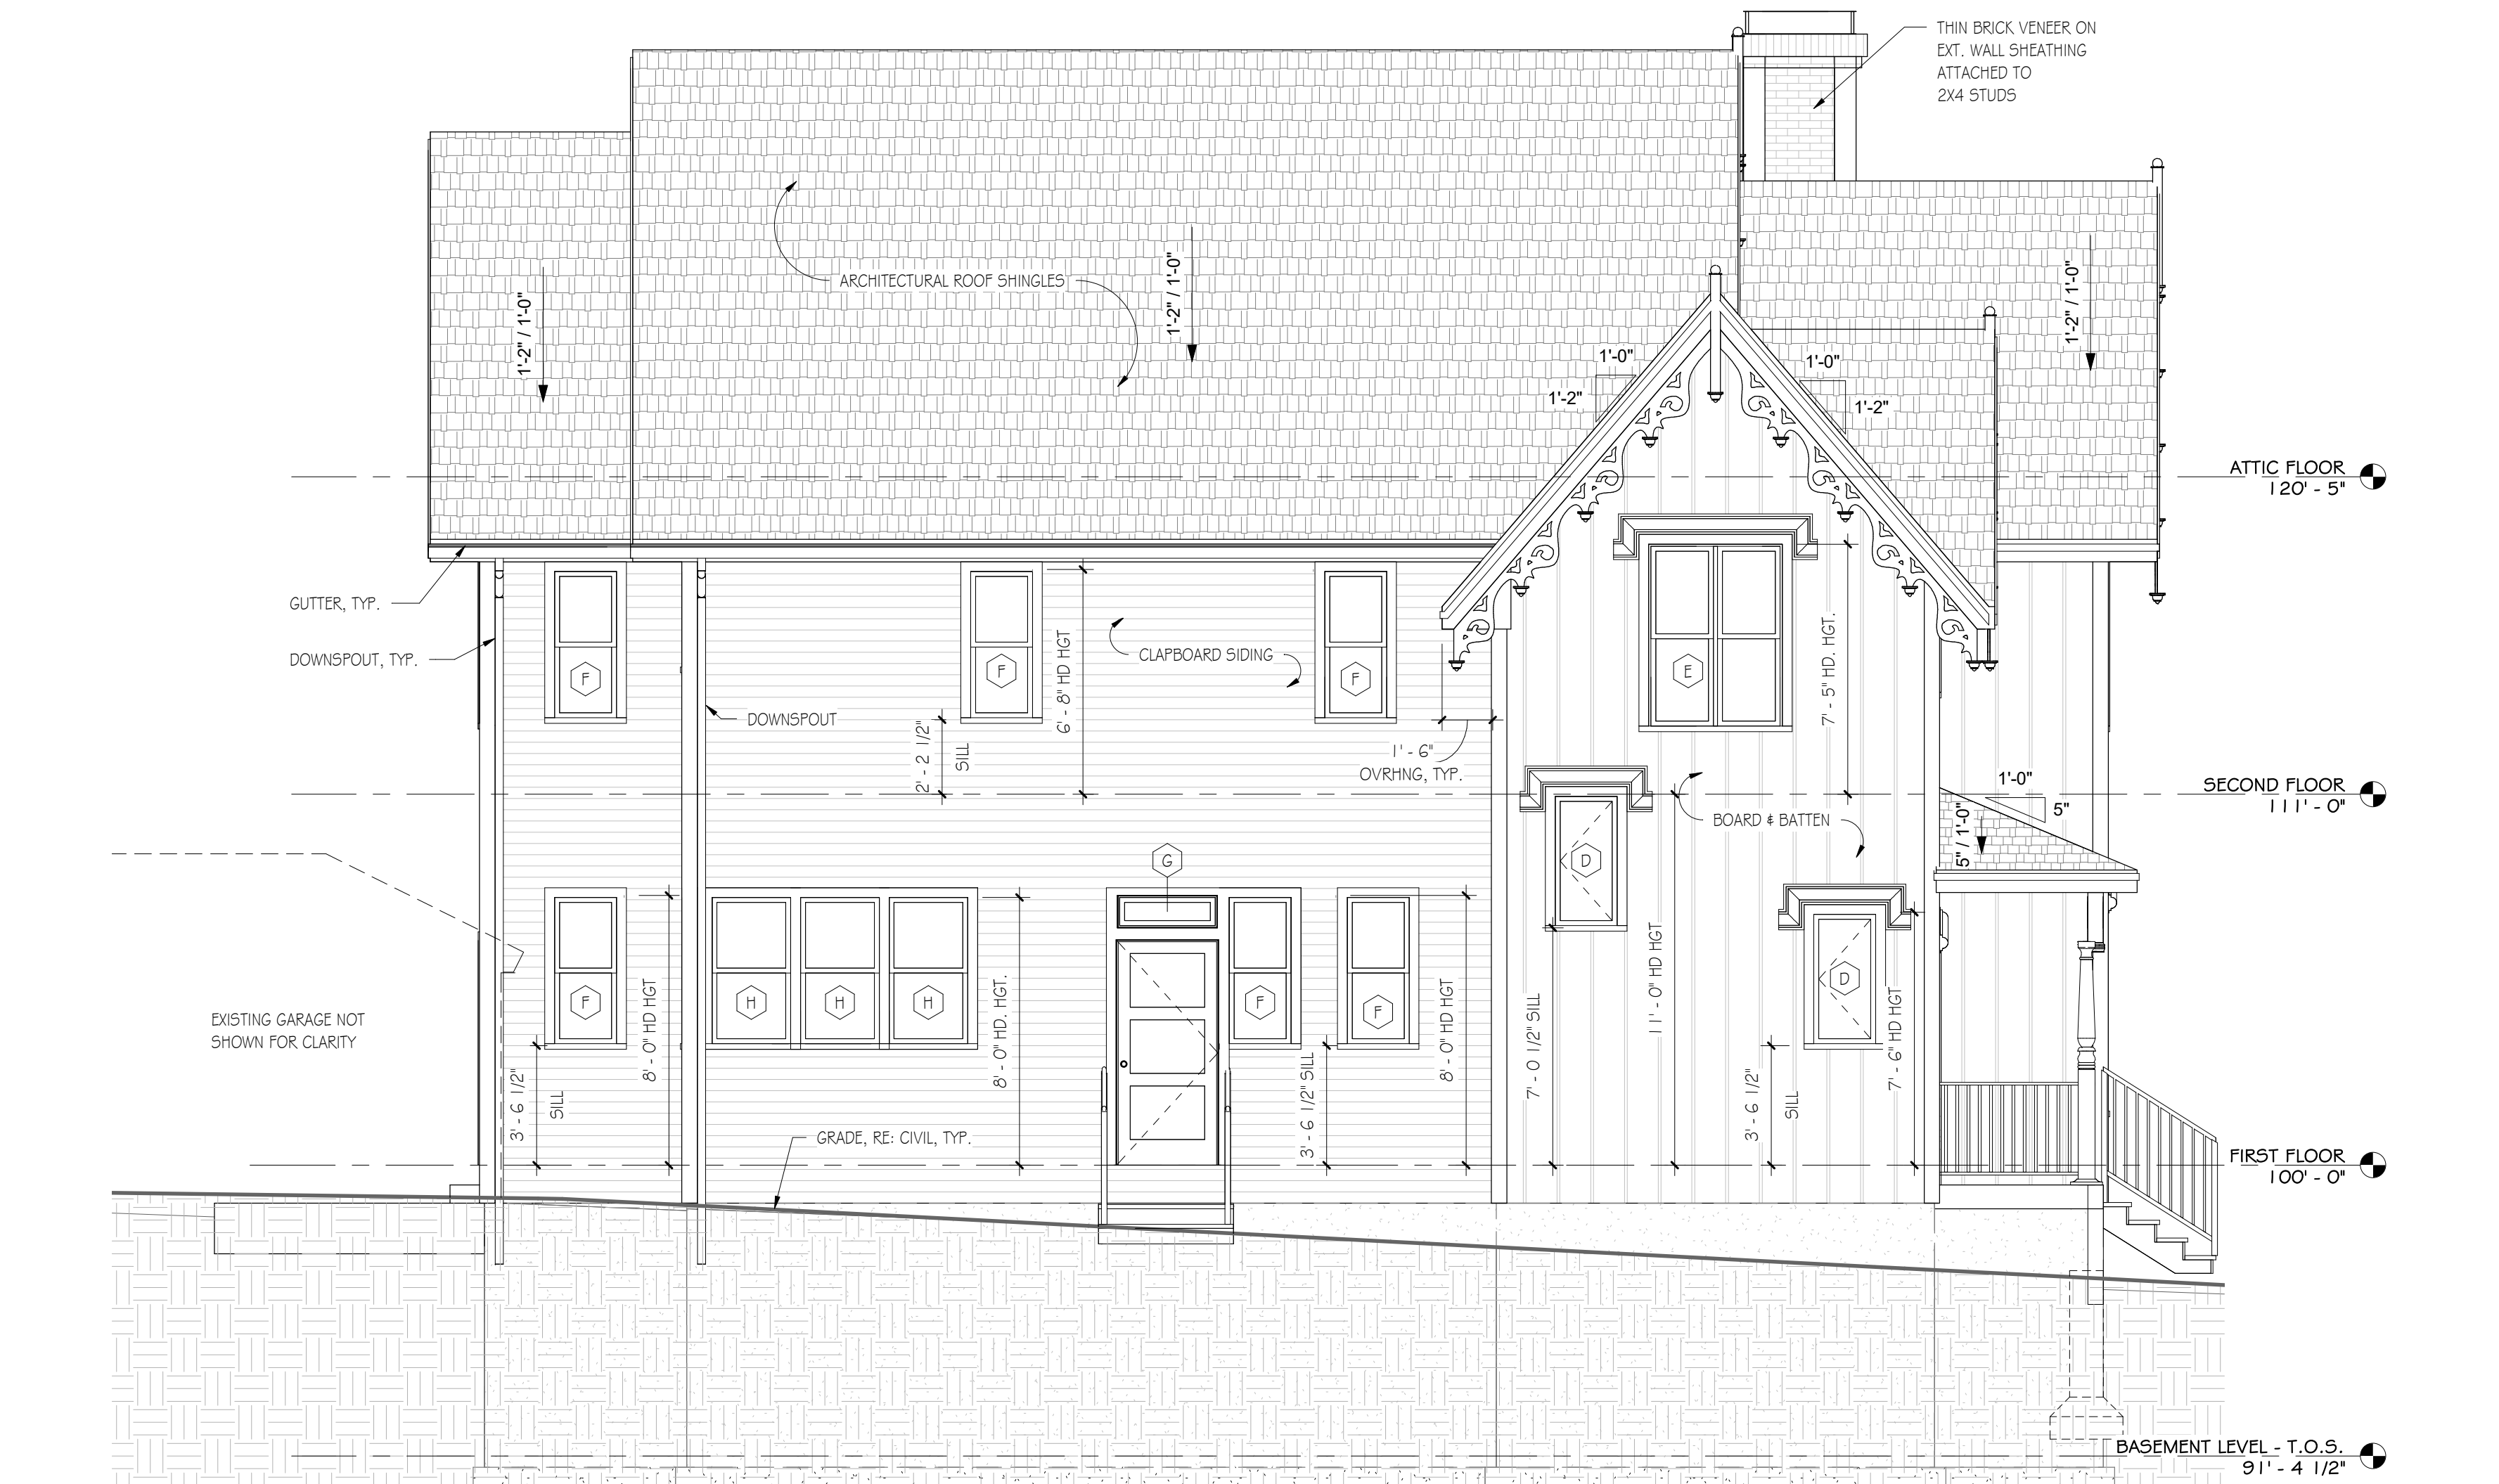 THIN BRICK VENEER ON
EXT. WALL SHEATHING
ATTACHED TO
2X4 STUDS
ARCHITECTURAL ROOF SHINGLES
1'-2" / 1'-0"
1'-2" / 1'-0"
1'-2" / 1'-0"
1'-0"
1'-2"
1'-0"
1'-2"
ATTIC FLOOR
120' - 5"
GUTTER, TYP.
DOWNSPOUT, TYP.
F
F
F
E
DOWNSPOUT
CLAPBOARD SIDING
6' - 8" HD HGT
2' - 2 1/2"
SILL
7' - 5" HD. HGT.
1' - 6"
OVRHNG, TYP.
SECOND FLOOR
111' - 0"
1'-0"
5"
5" / 1'-0"
BOARD & BATTEN
G
D
D
F
H
H
H
F
F
EXISTING GARAGE NOT
SHOWN FOR CLARITY
3' - 6 1/2"
SILL
8' - 0" HD HGT
8' - 0" HD. HGT.
3' - 6 1/2" SILL
8' - 0" HD HGT
7' - 0 1/2" SILL
11' - 0" HD HGT
3' - 6 1/2"
SILL
7' - 6" HD HGT
GRADE, RE: CIVIL, TYP.
FIRST FLOOR
100' - 0"
BASEMENT LEVEL - T.O.S.
91' - 4 1/2"